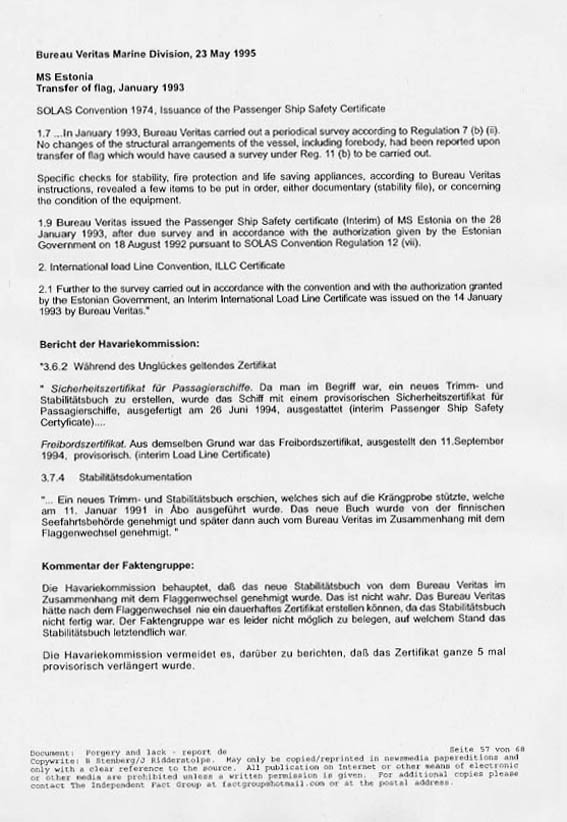 Bureau Veritas Marine Division, 23 May 1995
MS Estonia
Transfer of flag, January 1993
SOLAS Convention 1974, Issuance of the Passenger Ship Safety Certificate
1.7 ...In January 1993, Bureau Veritas carried out a periodical survey according to Regulation 7 (b) (ii).
No changes of the structural arrangements of the vessel, including forebody, had been reported upon
transfer of flag which would have caused a survey under Reg. 11 (b) to be carried out.
Specific checks for stability, fire protection and life saving appliances, according to Bureau Veritas
instructions, revealed a few items to be put in order, either documentary (stability file), or concerning
the condition of the equipment.
1.9 Bureau Veritas issued the Passenger Ship Safety certificate (Interim) of MS Estonia on the 28
January 1993, after due survey and in accordance with the authorization given by the Estonian
Government on 18 August 1992 pursuant to SOLAS Convention Regulation 12 (vii).
2. International load Line Convention, ILLC Certificate
2.1 Further to the survey carried out in accordance with the convention and with the authorization granted
by the Estonian Government, an Interim International Load Line Certificate was issued on the 14 January
1993 by Bureau Veritas."
Bericht der Havariekommission:
"3.6.2 Während des Unglückes geltendes Zertifikat
" Sicherheitszertifikat für Passagierschiffe. Da man im Begriff war, ein neues Trimm- und
Stabilitätsbuch zu erstellen, wurde das Schiff mit einem provisorischen Sicherheitszertifikat für
Passagierschiffe, ausgefertigt am 26 Juni 1994, ausgestattet (interim Passenger Ship Safety
Certyficate)....
Freibordszertifikat. Aus demselben Grund war das Freibordszertifikat, ausgestellt den 11.September
1994, provisorisch. (interim Load Line Certificate)
3.7.4 Stabilitätsdokumentation
"... Ein neues Trimm- und Stabilitätsbuch erschien, welches sich auf die Krängprobe stützte, welche
am 11. Januar 1991 in Åbo ausgeführt wurde. Das neue Buch wurde von der finnischen
Seefahrtsbehörde genehmigt und später dann auch vom Bureau Veritas im Zusammenhang mit dem
Flaggenwechsel genehmigt. "
Kommentar der Faktengruppe:
Die Havariekommission behauptet, daß das neue Stabilitätsbuch von dem Bureau Veritas im
Zusammenhang mit dem Flaggenwechsel genehmigt wurde. Das ist nicht wahr. Das Bureau Veritas
hätte nach dem Flaggenwechsel nie ein dauerhaftes Zertifikat erstellen können, da das Stabilitätsbuch
nicht fertig war. Der Faktengruppe war es leider nicht möglich zu belegen, auf welchem Stand das
Stabilitätsbuch letztendlich war.
Die Havariekommission vermeidet es, darüber zu berichten, daß das Zertifikat ganze 5 mal
provisorisch verlängert wurde.
Document: Forgery and lack - report de Seite 57 von 68
Copywrite: B Stenberg/J Ridderstolpe. May only be copied/reprinted in newsmedia papereditions and
only with a clear reference to the source. All publication on Internet or other means of electronic
or other media are prohibited unless a written permission is given. For additional copies please
contact The Independent Fact Group at factgroup@hotmail.com or at the postal address.